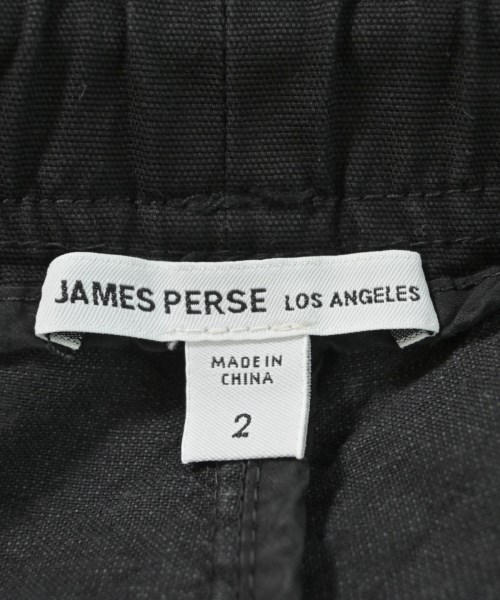 JAMES PERSE LOS ANGELES
MADE IN
CHINA
2